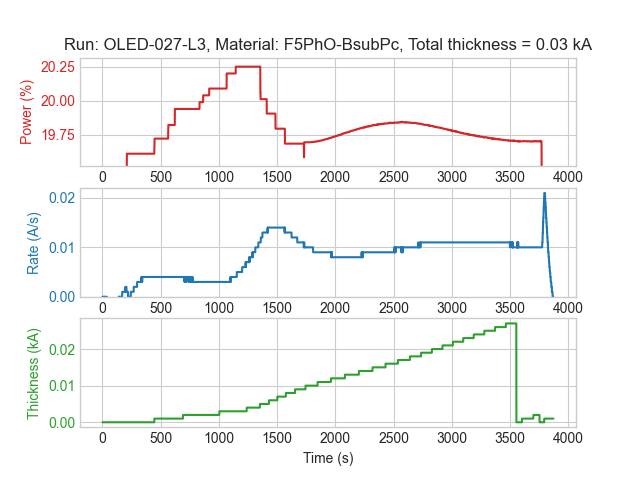 Run: OLED-027-L3, Material: F5PhO-BsubPc, Total thickness = 0.03 kA
Power (%)
20.25
20.00
19.75
0 500 1000 1500 2000 2500 3000 3500 4000
Rate (A/s)
0.02
0.01
0.00
0 500 1000 1500 2000 2500 3000 3500 4000
Thickness (kA)
0.02
0.01
0.00
0 500 1000 1500 2000 2500 3000 3500 4000
Time (s)